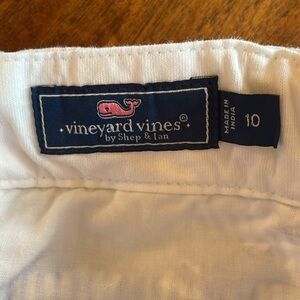 ·vineyard vines®·
by Shep & Ian
MADE IN
INDIA
10